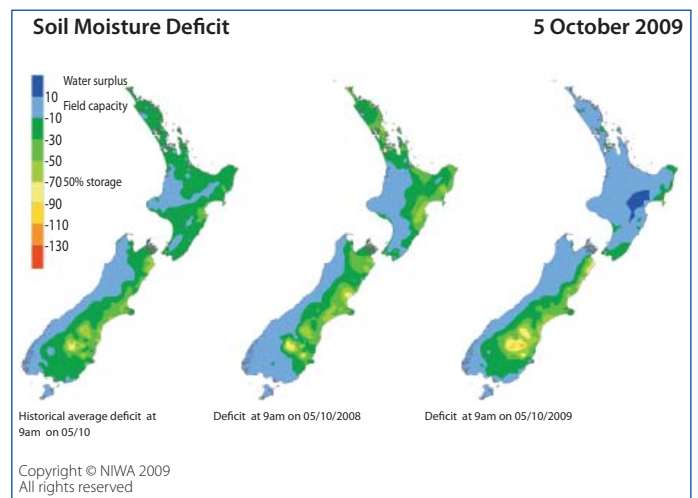 Soil Moisture Deficit
5 October 2009
Water surplus
10
Field capacity
-10
-30
-50
-70 50% storage
-90
-110
-130
Historical average deficit at
9am on 05/10
Deficit at 9am on 05/10/2008
Deficit at 9am on 05/10/2009
Copyright © NIWA 2009
All rights reserved